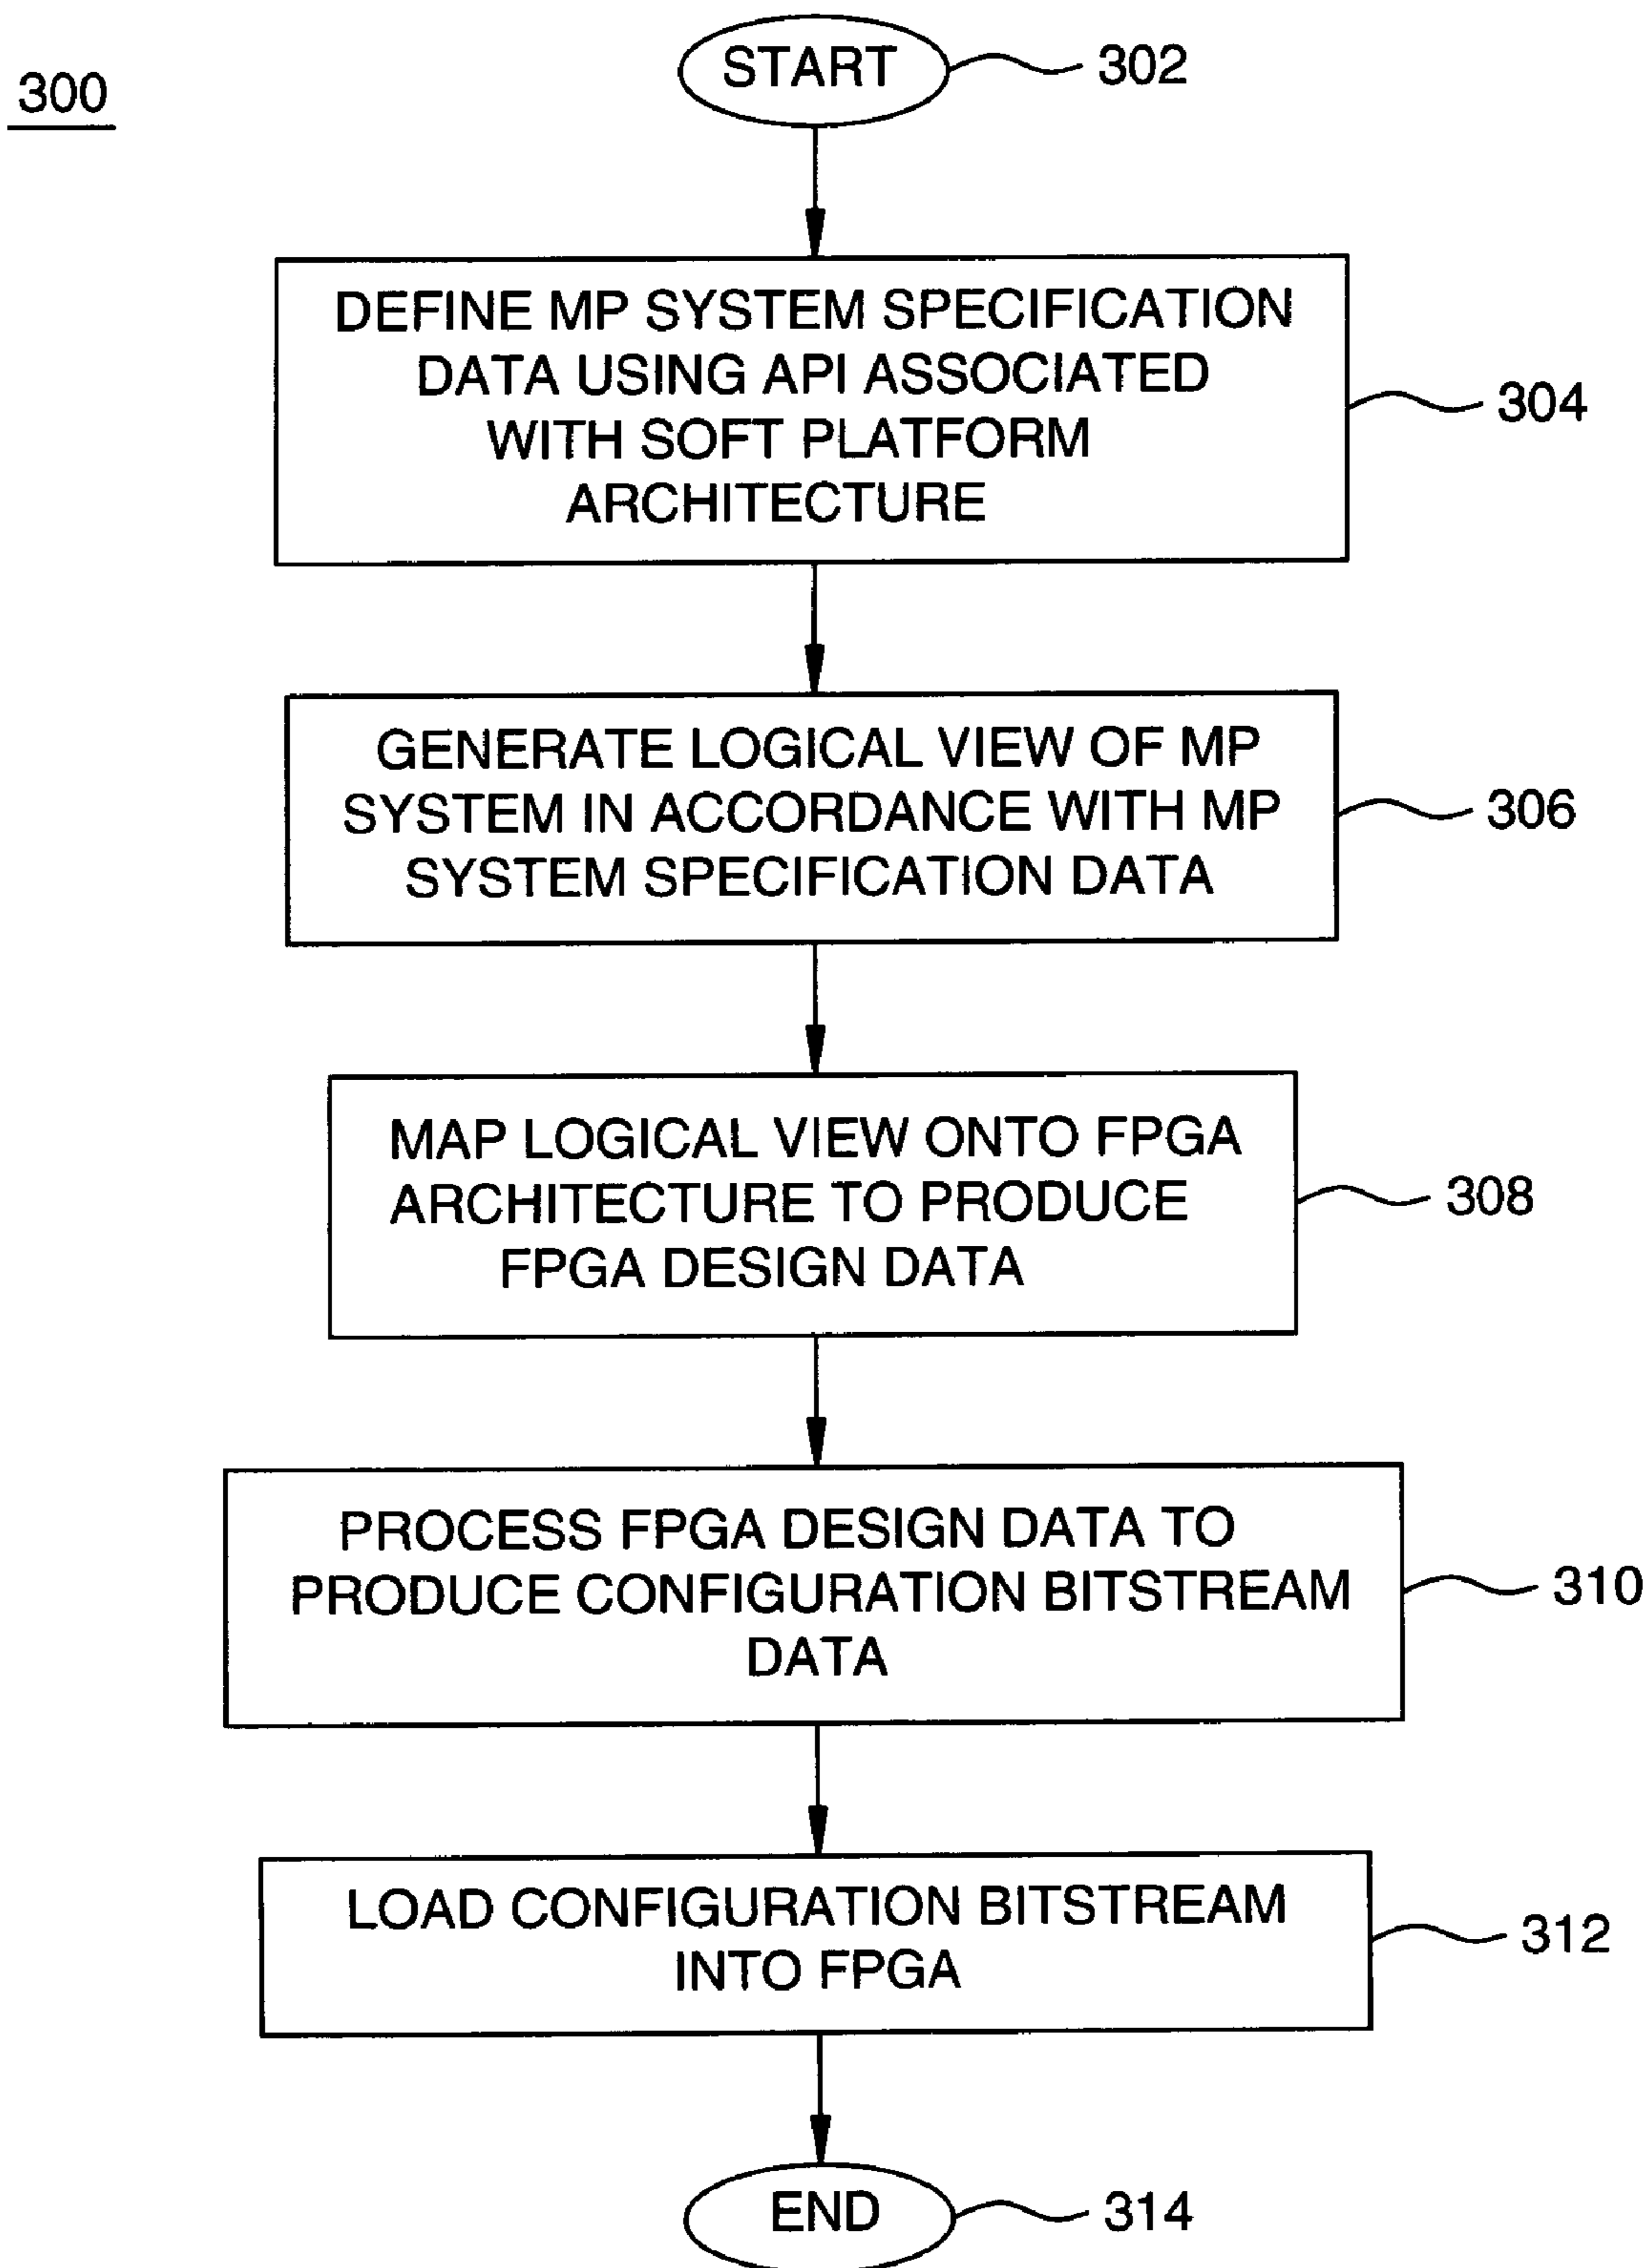 300
START
302
DEFINE MP SYSTEM SPECIFICATION
DATA USING API ASSOCIATED
WITH SOFT PLATFORM
ARCHITECTURE
304
GENERATE LOGICAL VIEW OF MP
SYSTEM IN ACCORDANCE WITH MP
SYSTEM SPECIFICATION DATA
306
MAP LOGICAL VIEW ONTO FPGA
ARCHITECTURE TO PRODUCE
FPGA DESIGN DATA
308
PROCESS FPGA DESIGN DATA TO
PRODUCE CONFIGURATION BITSTREAM
DATA
310
LOAD CONFIGURATION BITSTREAM
INTO FPGA
312
END
314